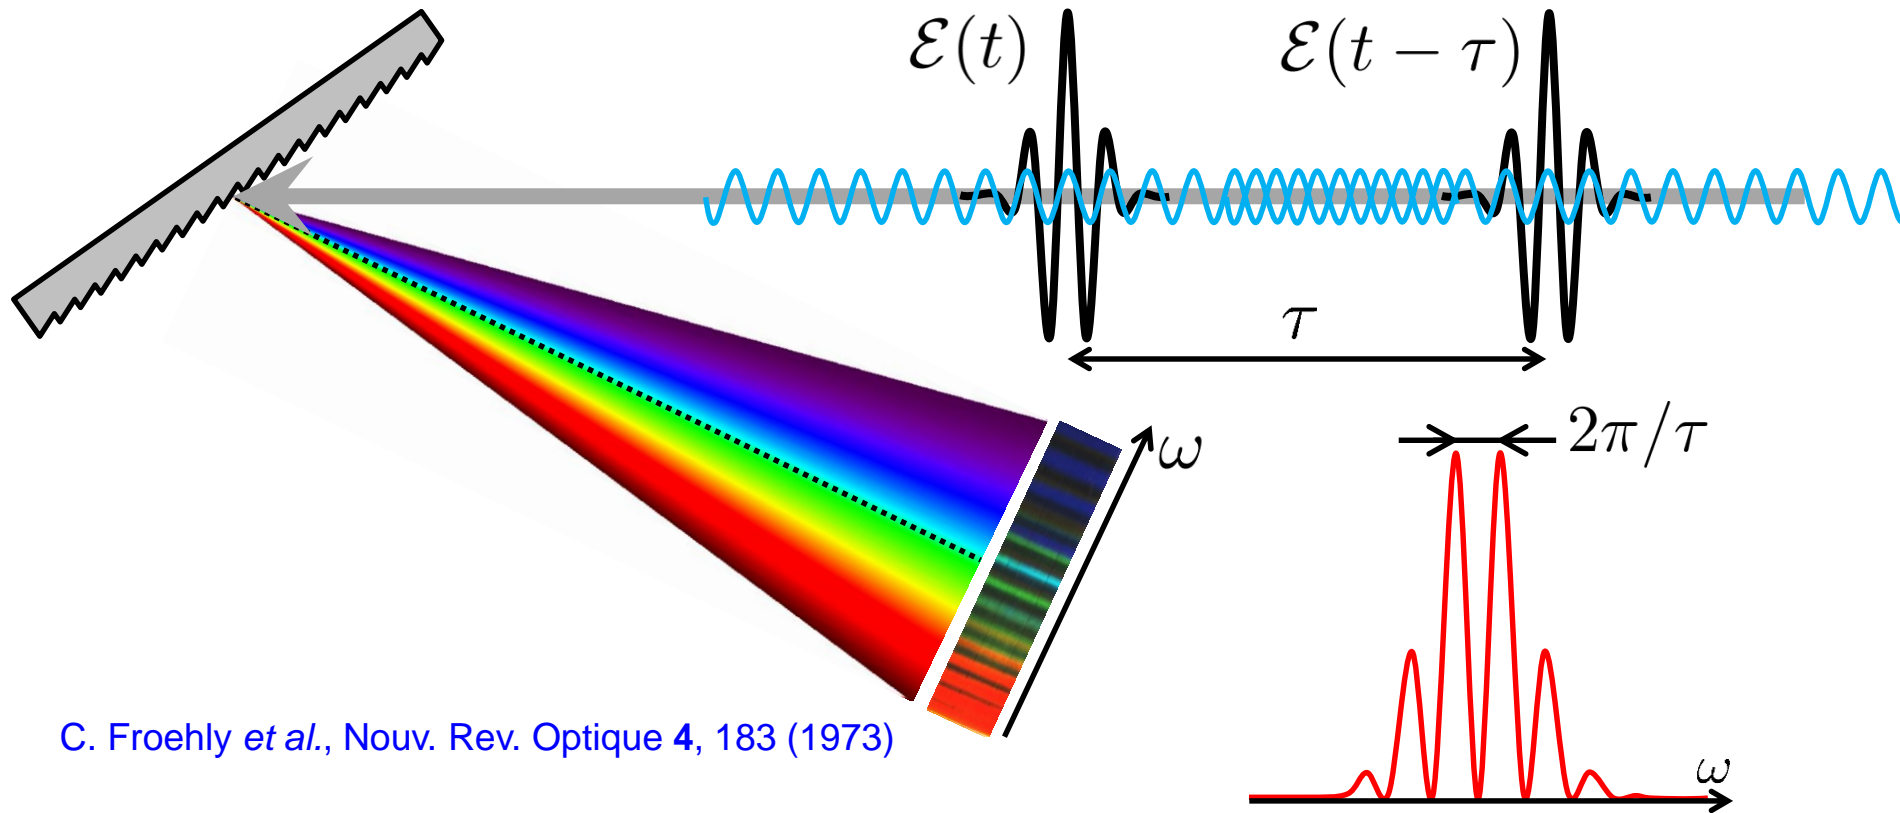 ℰ(t)
ℰ(t − τ)
τ
2π/τ
ω
C. Froehly et al., Nouv. Rev. Optique 4, 183 (1973)
ω